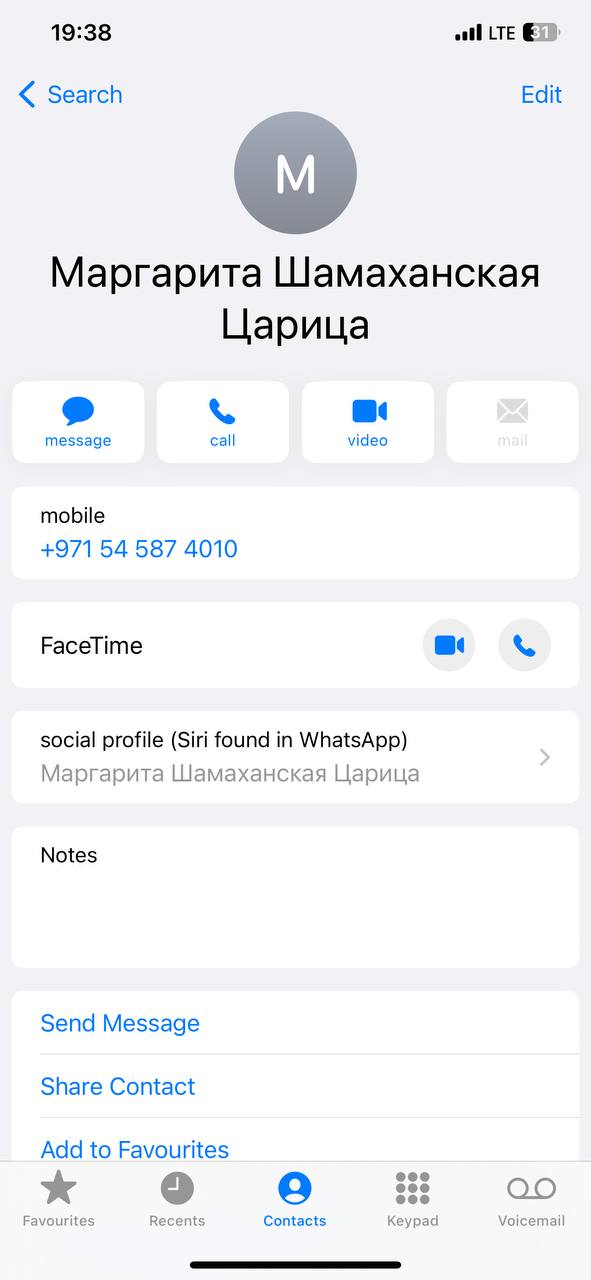 19:38
LTE 31
Search
Edit
М
Маргарита Шамаханская
Царица
message
call
video
mail
mobile
+971 54 587 4010
FaceTime
social profile (Siri found in WhatsApp)
Маргарита Шамаханская Царица
Notes
Send Message
Share Contact
Add to Favourites
Favourites
Recents
Contacts
Keypad
Voicemail